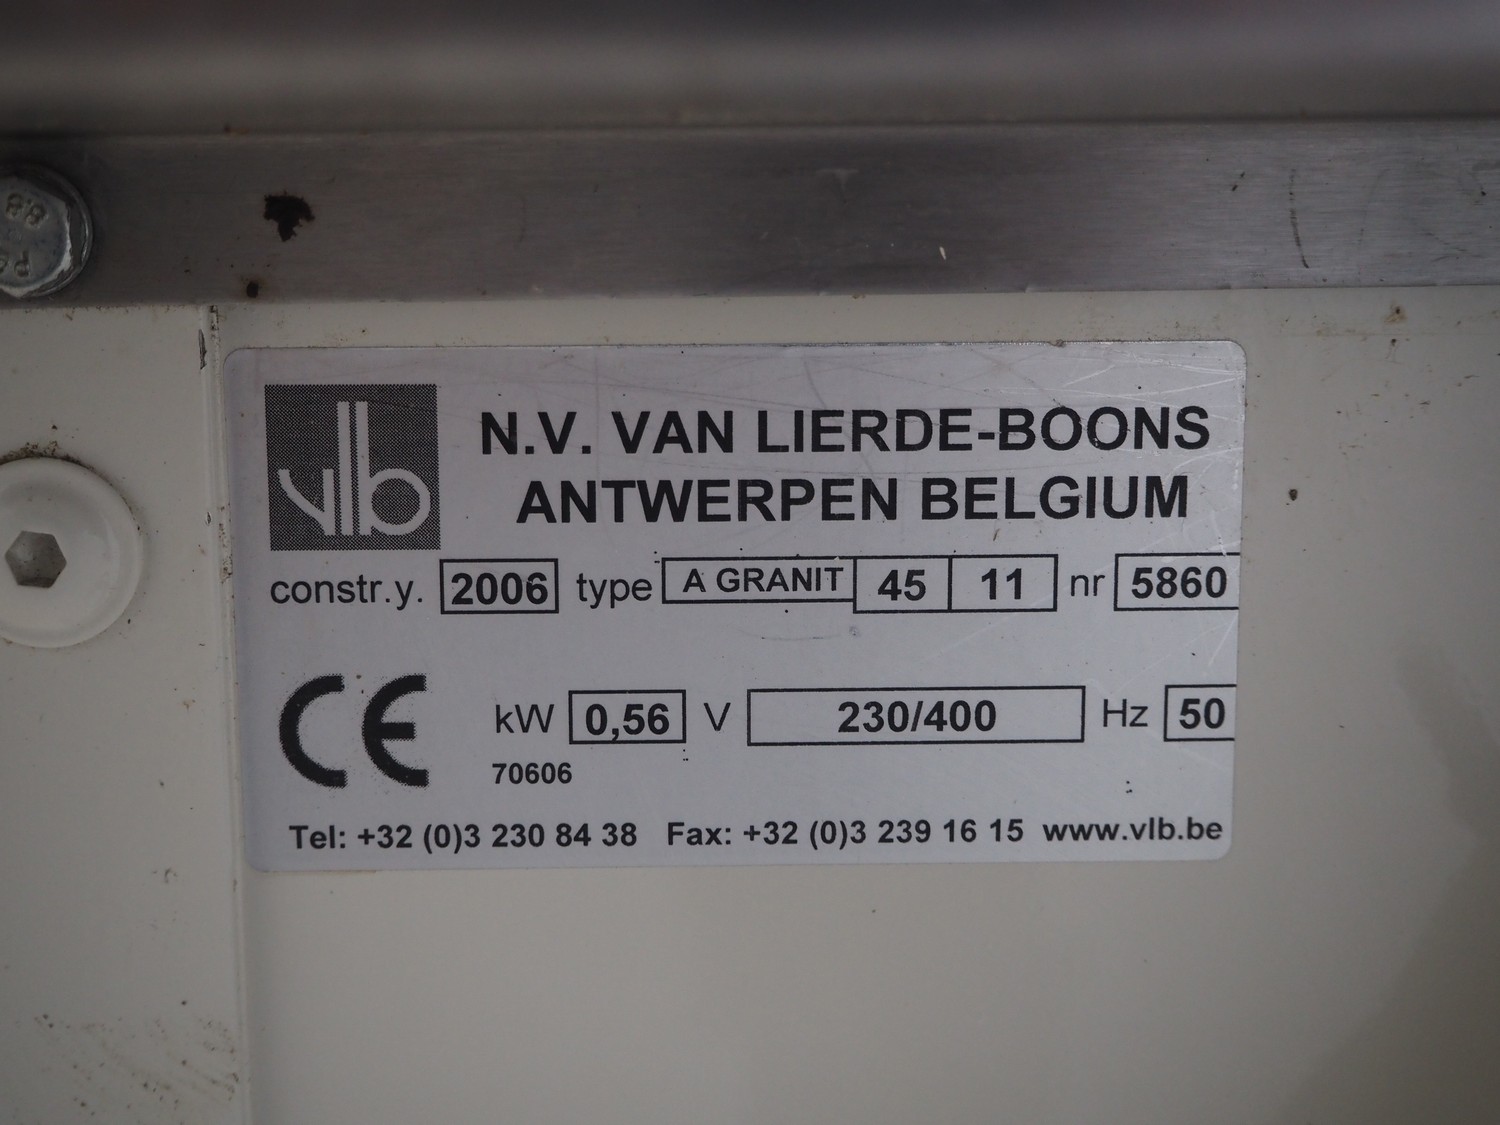 88
vlb
N.V. VAN LIERDE-BOONS
ANTWERPEN BELGIUM
constr.y. 2006 type A GRANIT 45 11 nr 5860
CE kW 0,56 V 230/400 Hz 50
70606
Tel: +32 (0)3 230 84 38 Fax: +32 (0)3 239 16 15 www.vlb.be